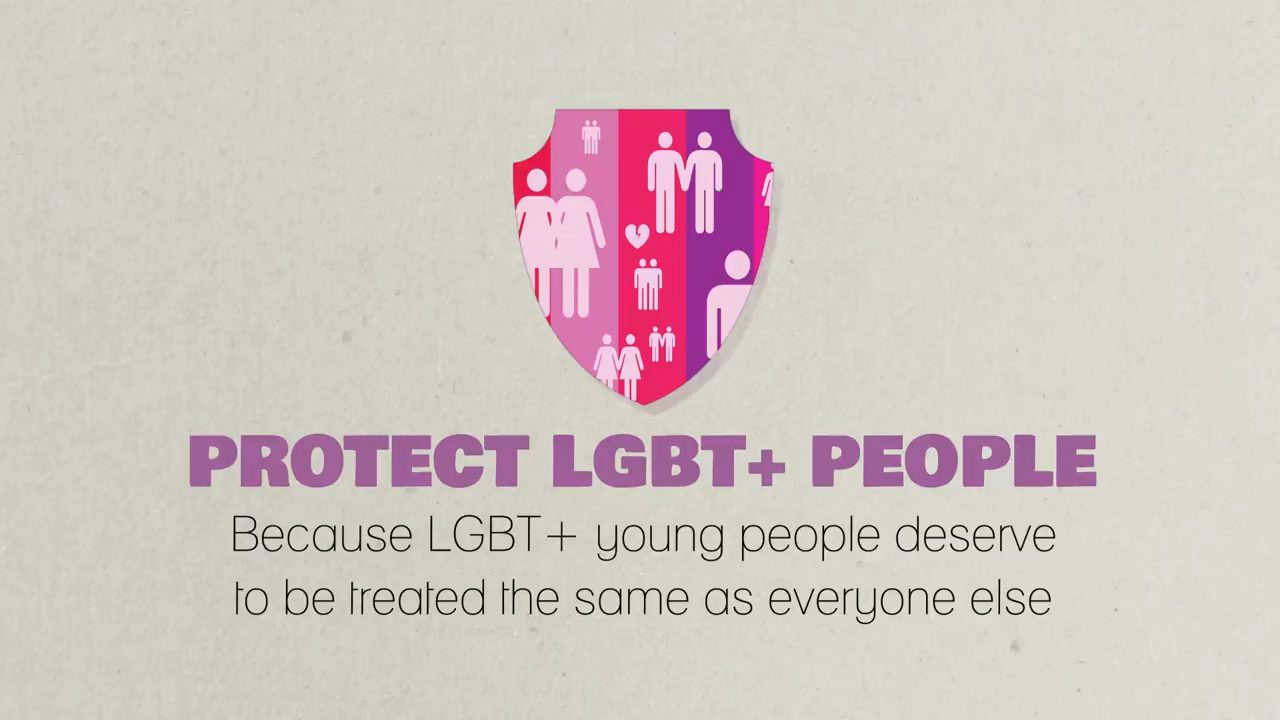 PROTECT LGBT+ PEOPLE
Because LGBT+ young people deserve
to be treated the same as everyone else